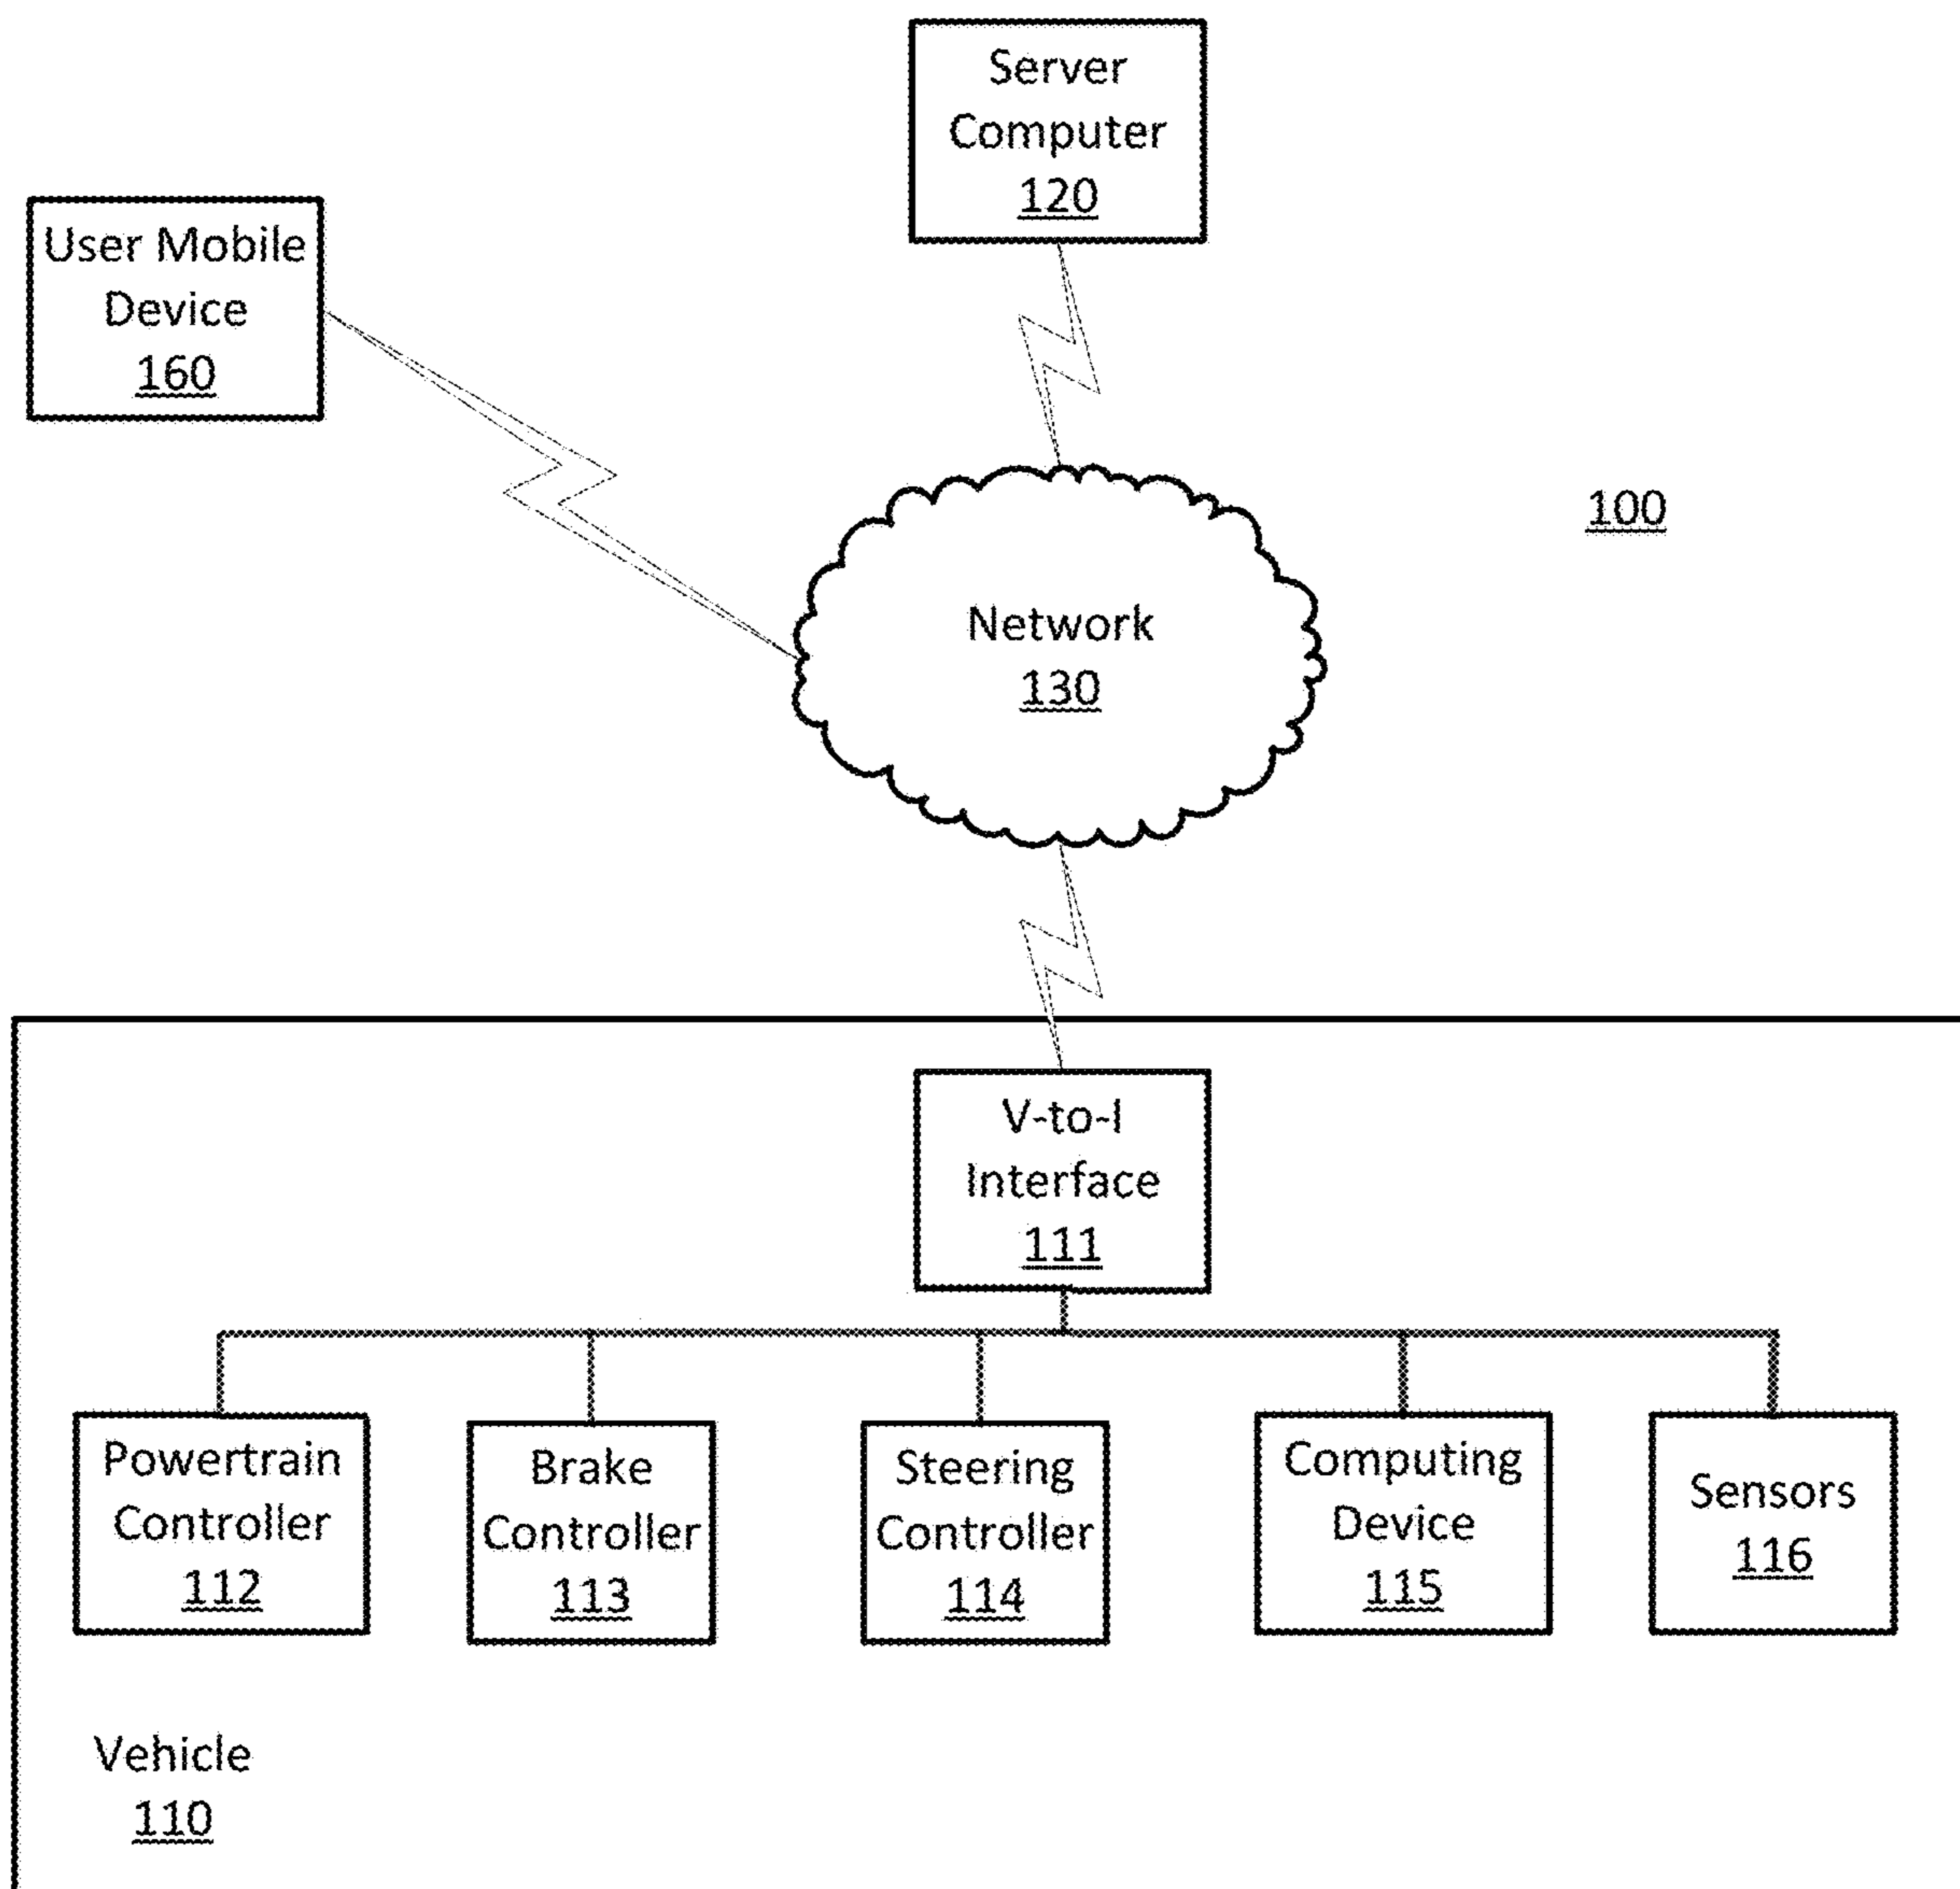 Server
Computer
120
User Mobile
Device
160
100
Network
130
V-to-I
Interface
111
Powertrain
Controller
112
Brake
Controller
113
Steering
Controller
114
Computing
Device
115
Sensors
116
Vehicle
110